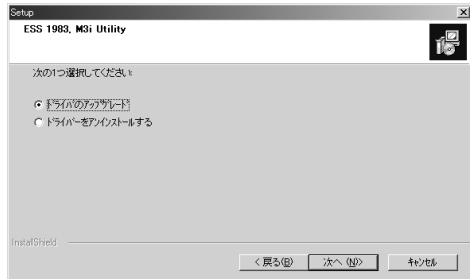 Setup
ESS 1983, M3i Utility
次の1つ選択してください:
ドライバのアップグレード
ドライバーをアンインストールする
InstallShield
< 戻る(B)
次へ (N)>
キャンセル